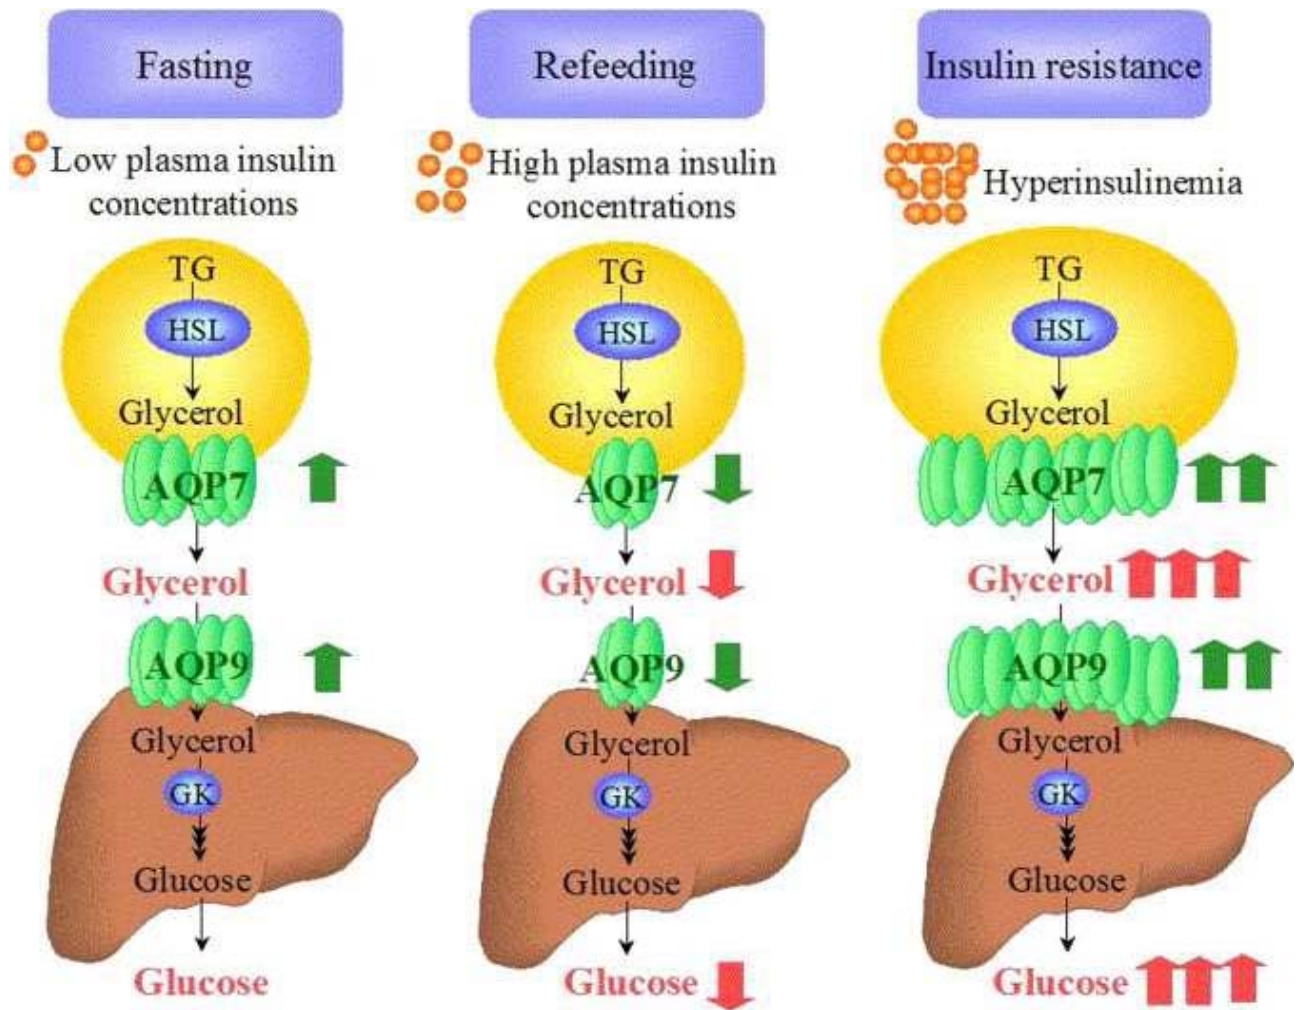 Fasting
Low plasma insulin
concentrations
TG
HSL
Glycerol
AQP7
Glycerol
AQP9
Glycerol
GK
Glucose
Glucose
Refeeding
High plasma insulin
concentrations
TG
HSL
Glycerol
AQP7
Glycerol
AQP9
Glycerol
GK
Glucose
Glucose
Insulin resistance
Hyperinsulinemia
TG
HSL
Glycerol
AQP7
Glycerol
AQP9
Glycerol
GK
Glucose
Glucose